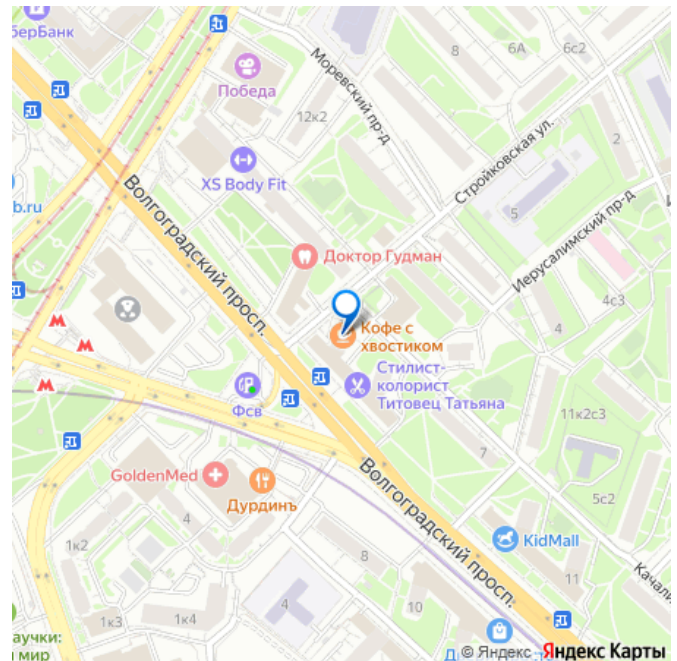 берБанк
Победа
Моревский пр-д
8
6А
6с2
12к2
2
XS Body Fit
Стройковская ул.
b.ru
Волгоградский просп.
5
Иерусалимский пр-д
Доктор Гудман
4с3
Кофе с
хвостиком
4
Стилист-
колорист
Титовец Татьяна
Фсв
11к2с3
7
GoldenMed
Дурдинъ
Волгоградский просп.
5с2
4
1к2
KidMall
8
11
Качали
1к3
1к4
4
10
аучки:
мир
© Яндекс Яндекс Карты